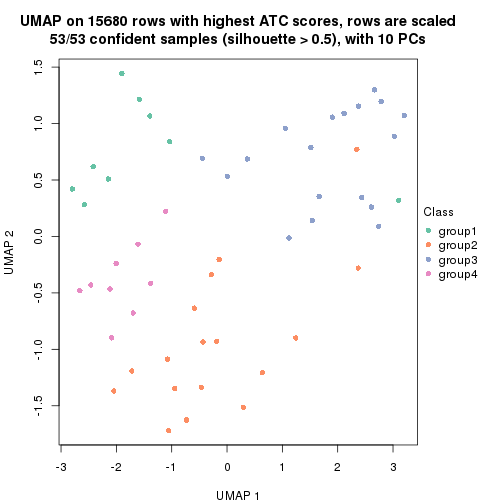 UMAP on 15680 rows with highest ATC scores, rows are scaled
53/53 confident samples (silhouette > 0.5), with 10 PCs
1.5
1.0
0.5
0.0
-0.5
-1.0
-1.5
UMAP 2
-3 -2 -1 0 1 2 3
UMAP 1
Class
group1
group2
group3
group4